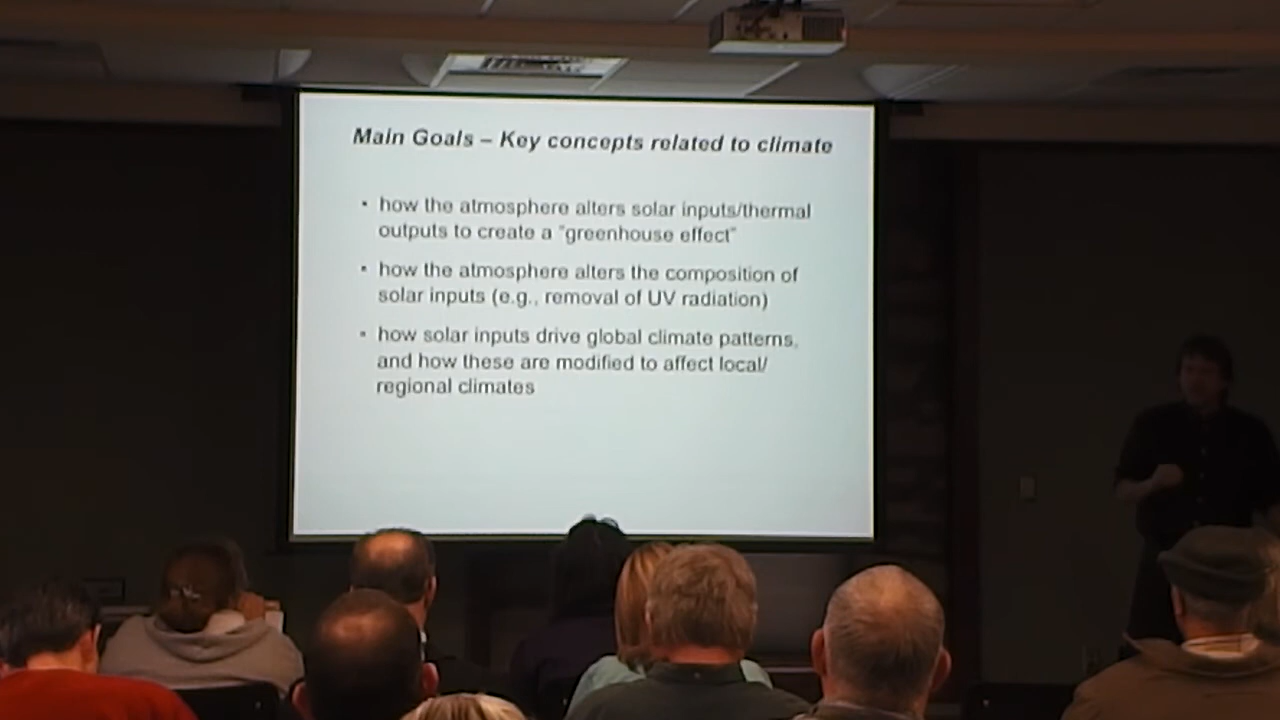 Main Goals – Key concepts related to climate
• how the atmosphere alters solar inputs/thermal
outputs to create a "greenhouse effect"
• how the atmosphere alters the composition of
solar inputs (e.g., removal of UV radiation)
• how solar inputs drive global climate patterns,
and how these are modified to affect local/
regional climates